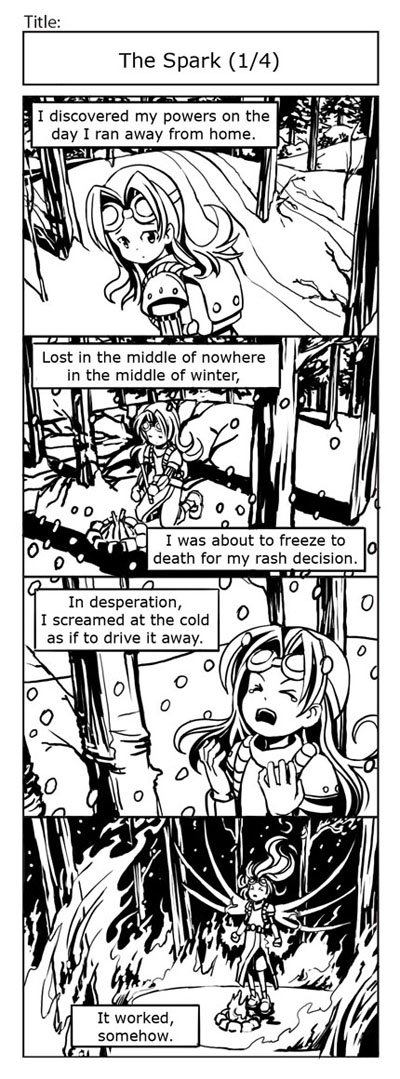 Title:
The Spark (1/4)
I discovered my powers on the
day I ran away from home.
Lost in the middle of nowhere
in the middle of winter,
I was about to freeze to
death for my rash decision.
In desperation,
I screamed at the cold
as if to drive it away.
It worked,
somehow.